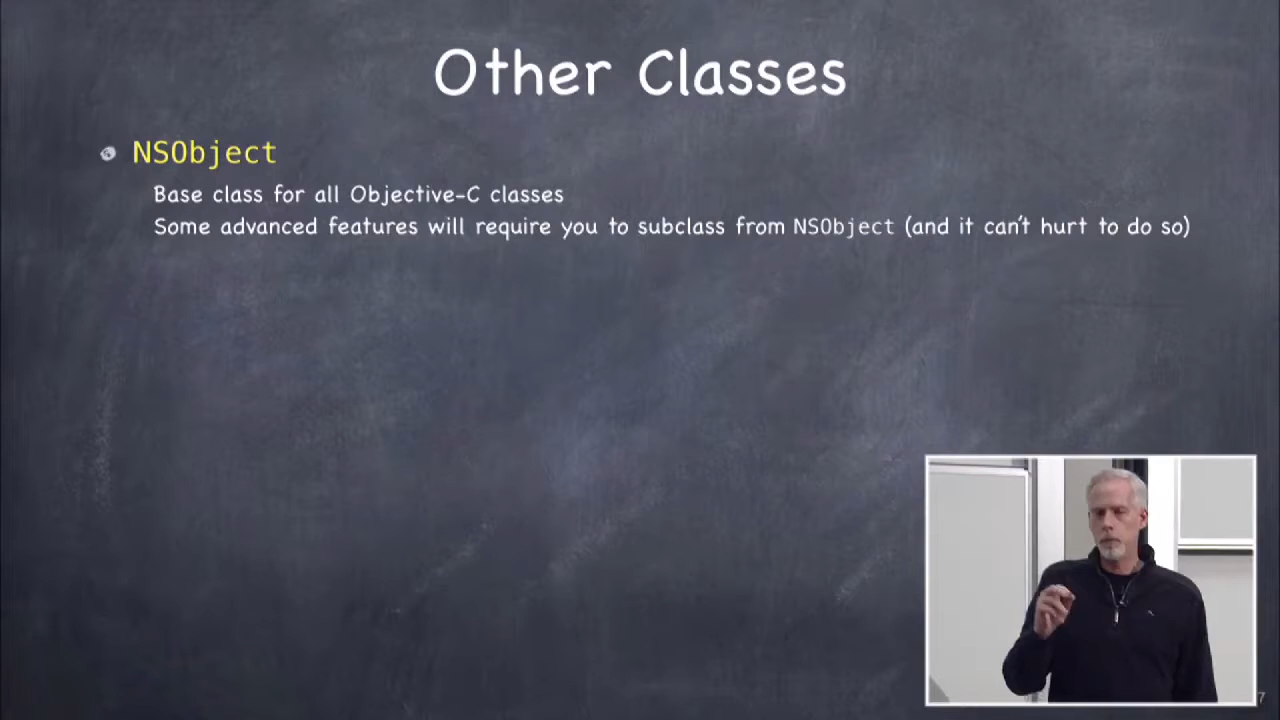 Other Classes
NSObject
Base class for all Objective-C classes
Some advanced features will require you to subclass from NSObject (and it can't hurt to do so)
7